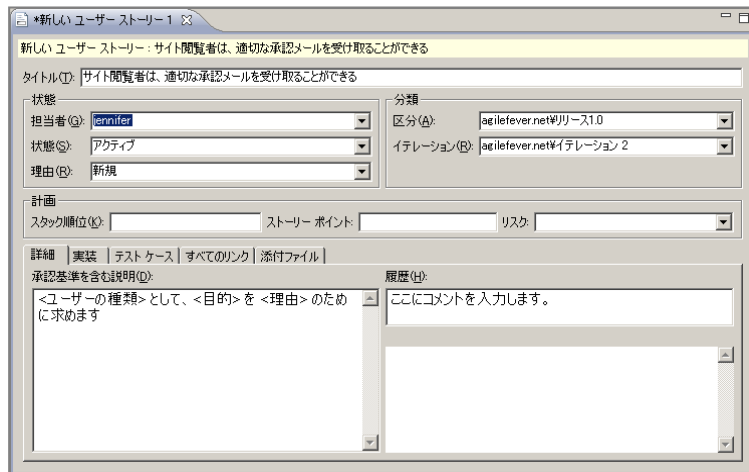 *新しい ユーザー ストーリー 1
新しい ユーザー ストーリー : サイト閲覧者は、適切な承認メールを受け取ることができる
タイトル(T): サイト閲覧者は、適切な承認メールを受け取ることができる
状態
担当者(G): jennifer
状態(S): アクティブ
理由(R): 新規
分類
区分(A): agilefever.net¥リリース1.0
イテレーション(R): agilefever.net¥イテレーション 2
計画
スタック順位(K): ストーリー ポイント: リスク:
詳細 実装 テスト ケース すべてのリンク 添付ファイル
承認基準を含む説明(D):
<ユーザーの種類> として、<目的> を <理由> のため
に求めます
履歴(H):
ここにコメントを入力します。